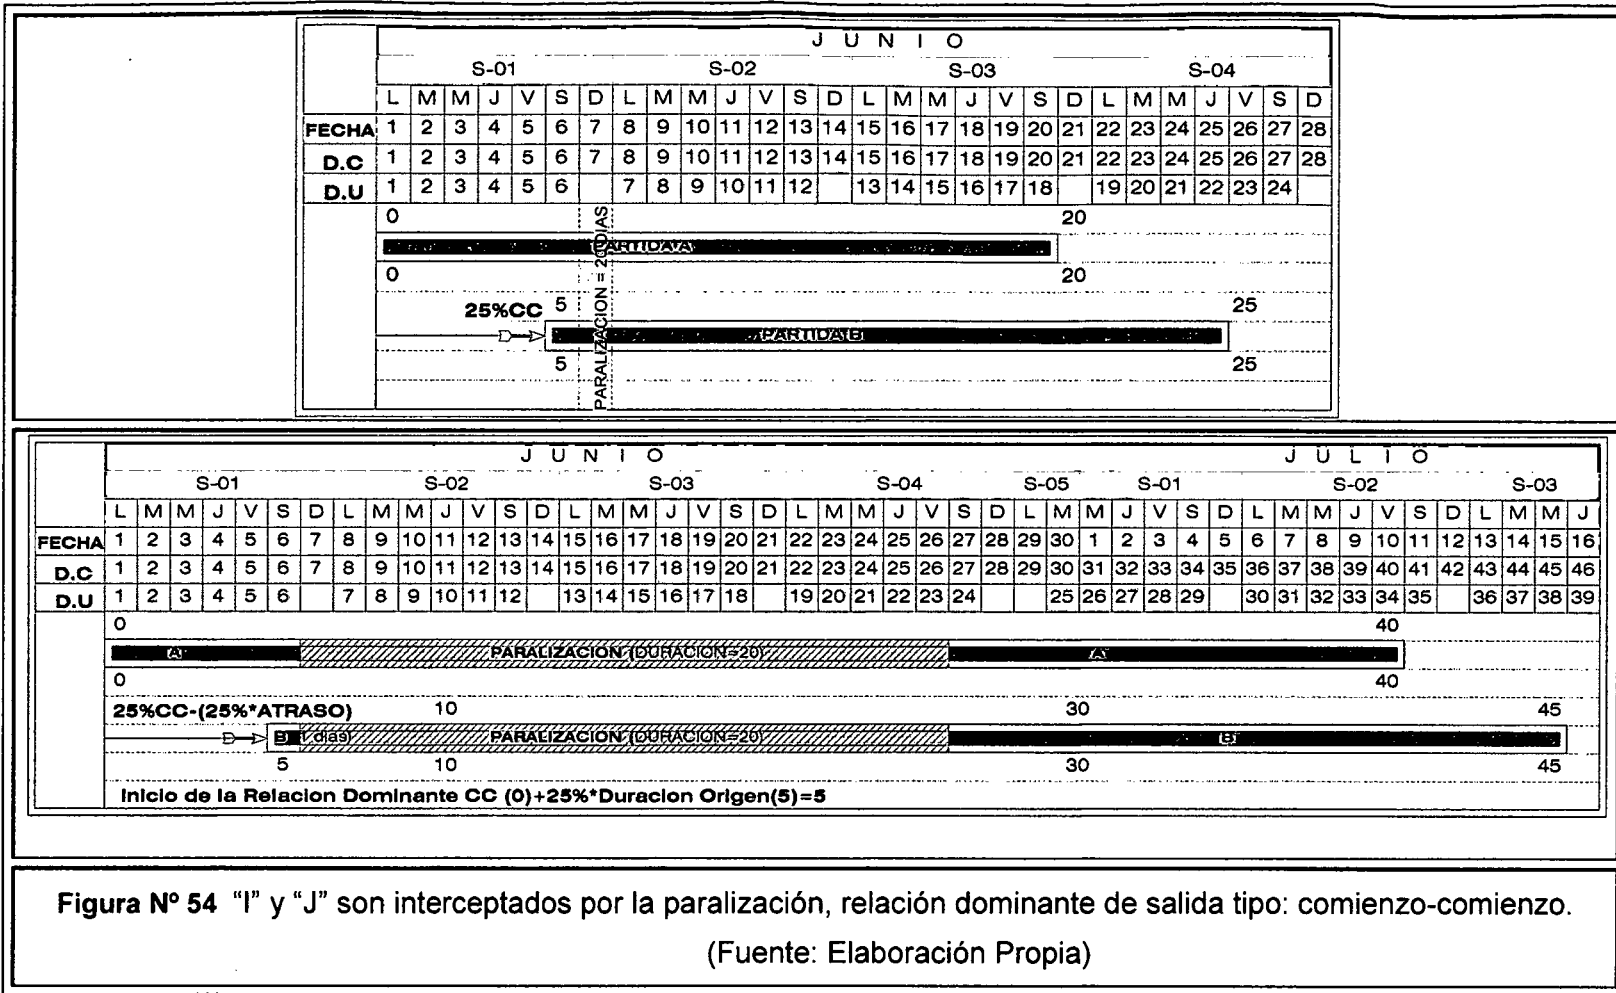 J U N I O
S-01 S-02 S-03 S-04
L M M J V S D L M M J V S D L M M J V S D L M M J V S D
FECHA 1 2 3 4 5 6 7 8 9 10 11 12 13 14 15 16 17 18 19 20 21 22 23 24 25 26 27 28
D.C 1 2 3 4 5 6 7 8 9 10 11 12 13 14 15 16 17 18 19 20 21 22 23 24 25 26 27 28
D.U 1 2 3 4 5 6 7 8 9 10 11 12 13 14 15 16 17 18 19 20 21 22 23 24
0 20
PARTIDA A
0 20
PARALIZACION = 20 DIAS
25%CC 5 25
PARTIDA B
5 25
J U N I O J U L I O
S-01 S-02 S-03 S-04 S-05 S-01 S-02 S-03
L M M J V S D L M M J V S D L M M J V S D L M M J V S D L M M J V S D L M M J V S D L M M J
FECHA 1 2 3 4 5 6 7 8 9 10 11 12 13 14 15 16 17 18 19 20 21 22 23 24 25 26 27 28 29 30 1 2 3 4 5 6 7 8 9 10 11 12 13 14 15 16
D.C 1 2 3 4 5 6 7 8 9 10 11 12 13 14 15 16 17 18 19 20 21 22 23 24 25 26 27 28 29 30 31 32 33 34 35 36 37 38 39 40 41 42 43 44 45 46
D.U 1 2 3 4 5 6 7 8 9 10 11 12 13 14 15 16 17 18 19 20 21 22 23 24 25 26 27 28 29 30 31 32 33 34 35 36 37 38 39
0 40
A PARALIZACION (DURACION=20) A
0 40
25%CC-(25%*ATRASO) 10 30 45
B dias) PARALIZACION (DURACION=20) B
5 10 30 45
Inicio de la Relacion Dominante CC (0)+25%*Duracion Origen(5)=5
Figura Nº 54 “I” y “J” son interceptados por la paralización, relación dominante de salida tipo: comienzo-comienzo.
(Fuente: Elaboración Propia)